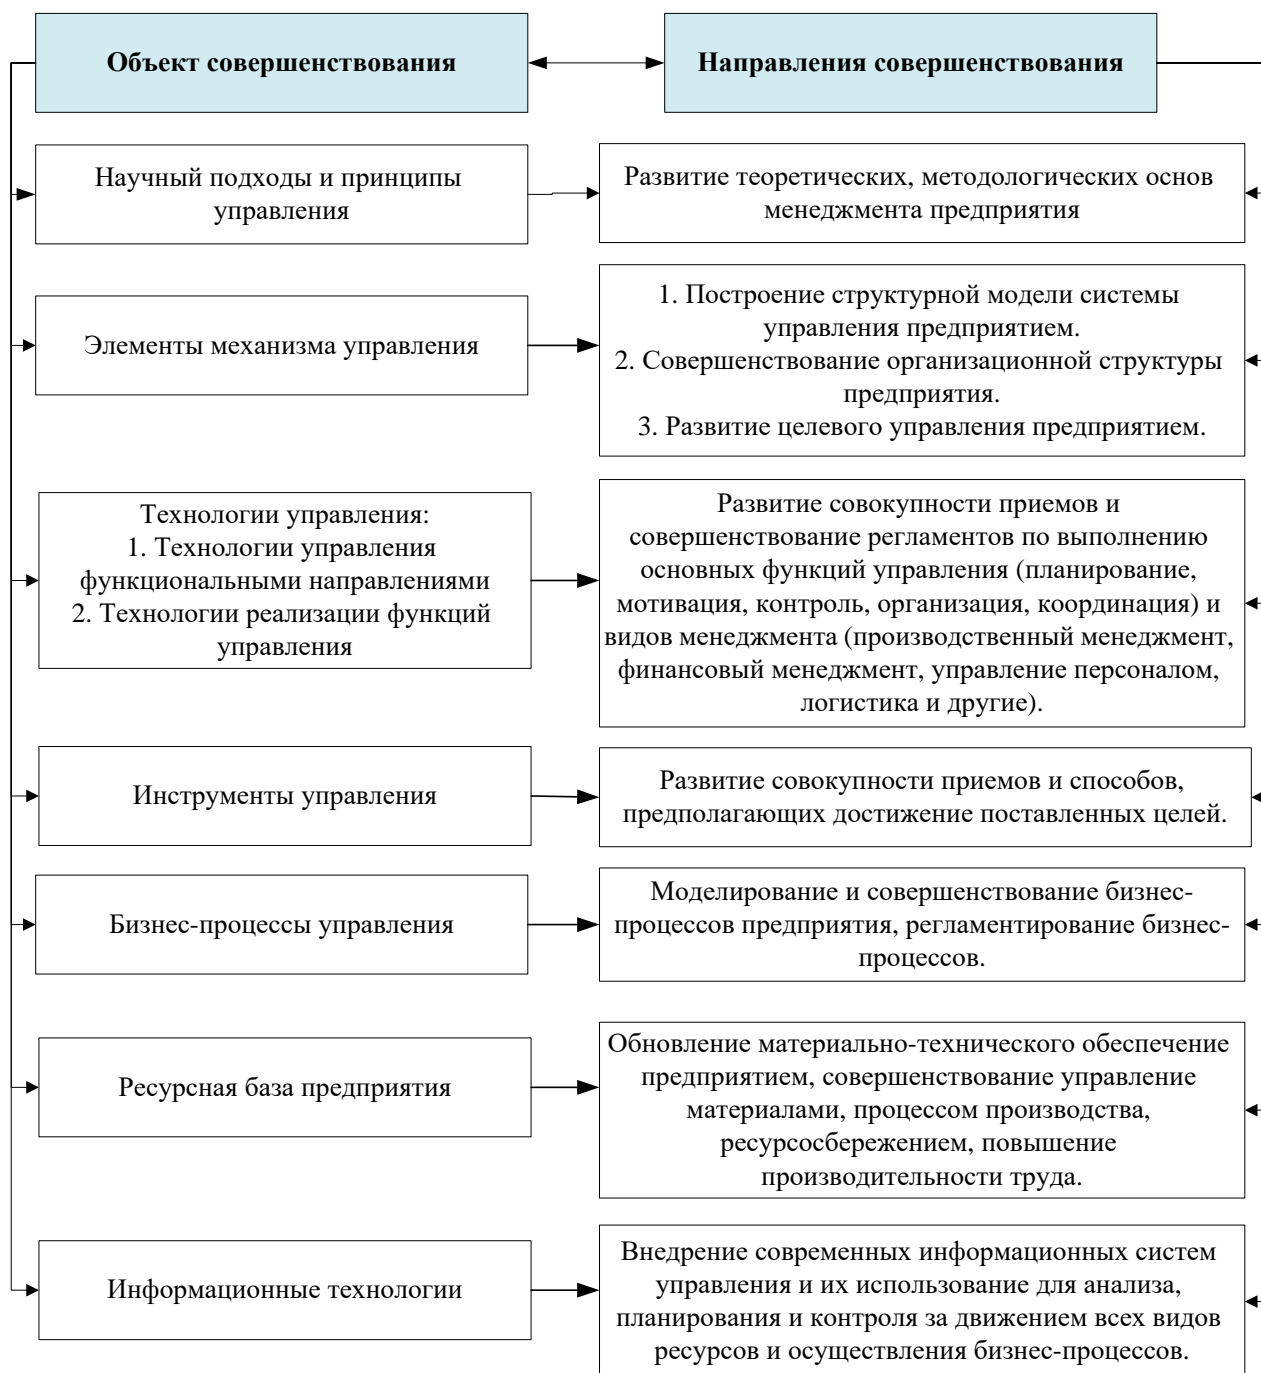 Объект совершенствования
Направления совершенствования
Научный подходы и принципы
управления
Развитие теоретических, методологических основ
менеджмента предприятия
Элементы механизма управления
1. Построение структурной модели системы
управления предприятием.
2. Совершенствование организационной структуры
предприятия.
3. Развитие целевого управления предприятием.
Технологии управления:
1. Технологии управления
функциональными направлениями
2. Технологии реализации функций
управления
Развитие совокупности приемов и
совершенствование регламентов по выполнению
основных функций управления (планирование,
мотивация, контроль, организация, координация) и
видов менеджмента (производственный менеджмент,
финансовый менеджмент, управление персоналом,
логистика и другие).
Инструменты управления
Развитие совокупности приемов и способов,
предполагающих достижение поставленных целей.
Бизнес-процессы управления
Моделирование и совершенствование бизнес-
процессов предприятия, регламентирование бизнес-
процессов.
Ресурсная база предприятия
Обновление материально-технического обеспечение
предприятием, совершенствование управление
материалами, процессом производства,
ресурсосбережением, повышение
производительности труда.
Информационные технологии
Внедрение современных информационных систем
управления и их использование для анализа,
планирования и контроля за движением всех видов
ресурсов и осуществления бизнес-процессов.